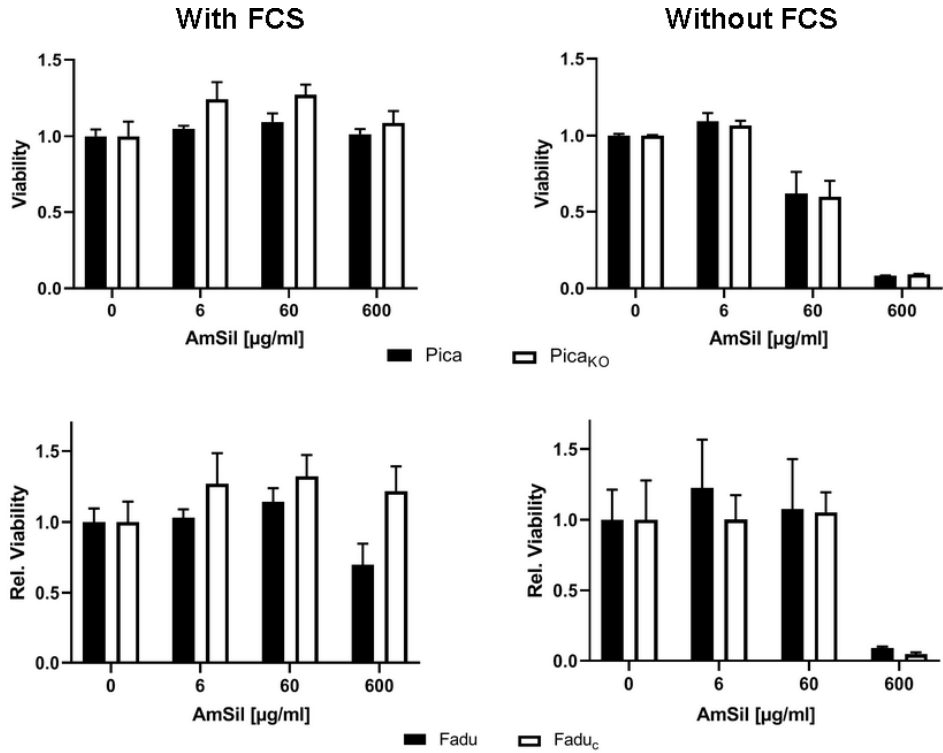 With FCS
Without FCS
1.5
1.0
0.5
0.0
Viability
0 6 60 600
AmSil [µg/ml]
1.5
1.0
0.5
0.0
Viability
0 6 60 600
AmSil [µg/ml]
Pica PicaKO
1.5
1.0
0.5
0.0
Rel. Viability
0 6 60 600
AmSil [µg/ml]
1.5
1.0
0.5
0.0
Rel. Viability
0 6 60 600
AmSil [µg/ml]
Fadu Faduc